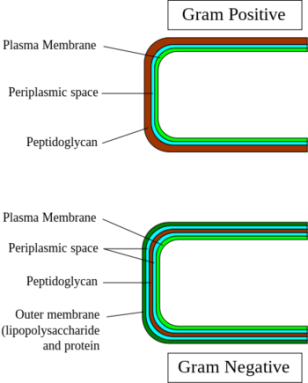 Gram Positive
Plasma Membrane
Periplasmic space
Peptidoglycan
Plasma Membrane
Periplasmic space
Peptidoglycan
Outer membrane
(lipopolysaccharide
and protein
Gram Negative